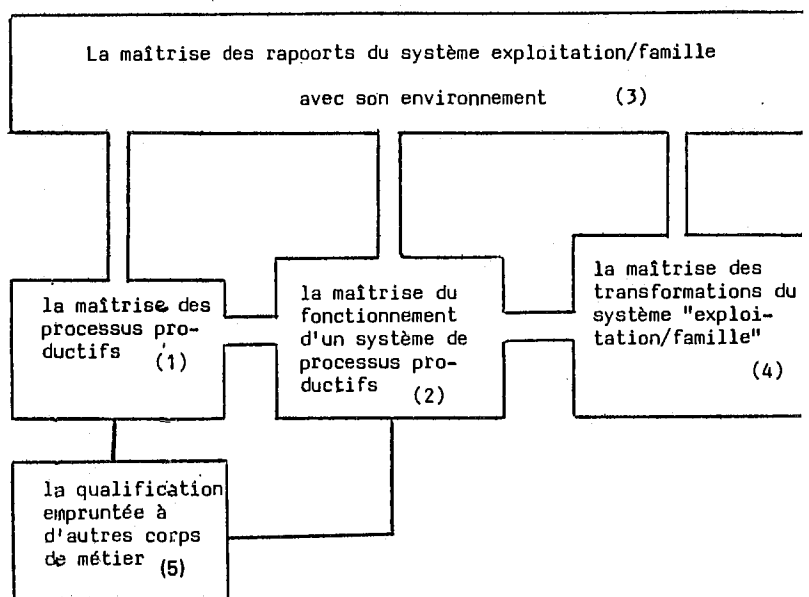 La maîtrise des rapports du système exploitation/famille
avec son environnement (3)
la maîtrise des
processus pro-
ductifs (1)
la maîtrise du
fonctionnement
d'un système de
processus pro-
ductifs (2)
la maîtrise des
transformations du
système "exploi-
tation/famille"
(4)
la qualification
empruntée à
d'autres corps
de métier (5)